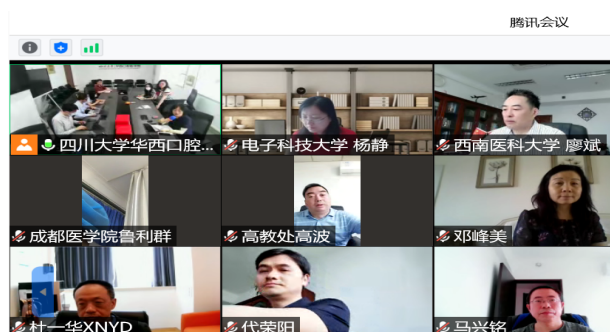 腾讯会议
四川大学华西口腔...
电子科技大学 杨静
西南医科大学 廖斌
成都医学院鲁利群
高教处高波
邓峰美
杜一华XNYD
代荣阳
马兴铭